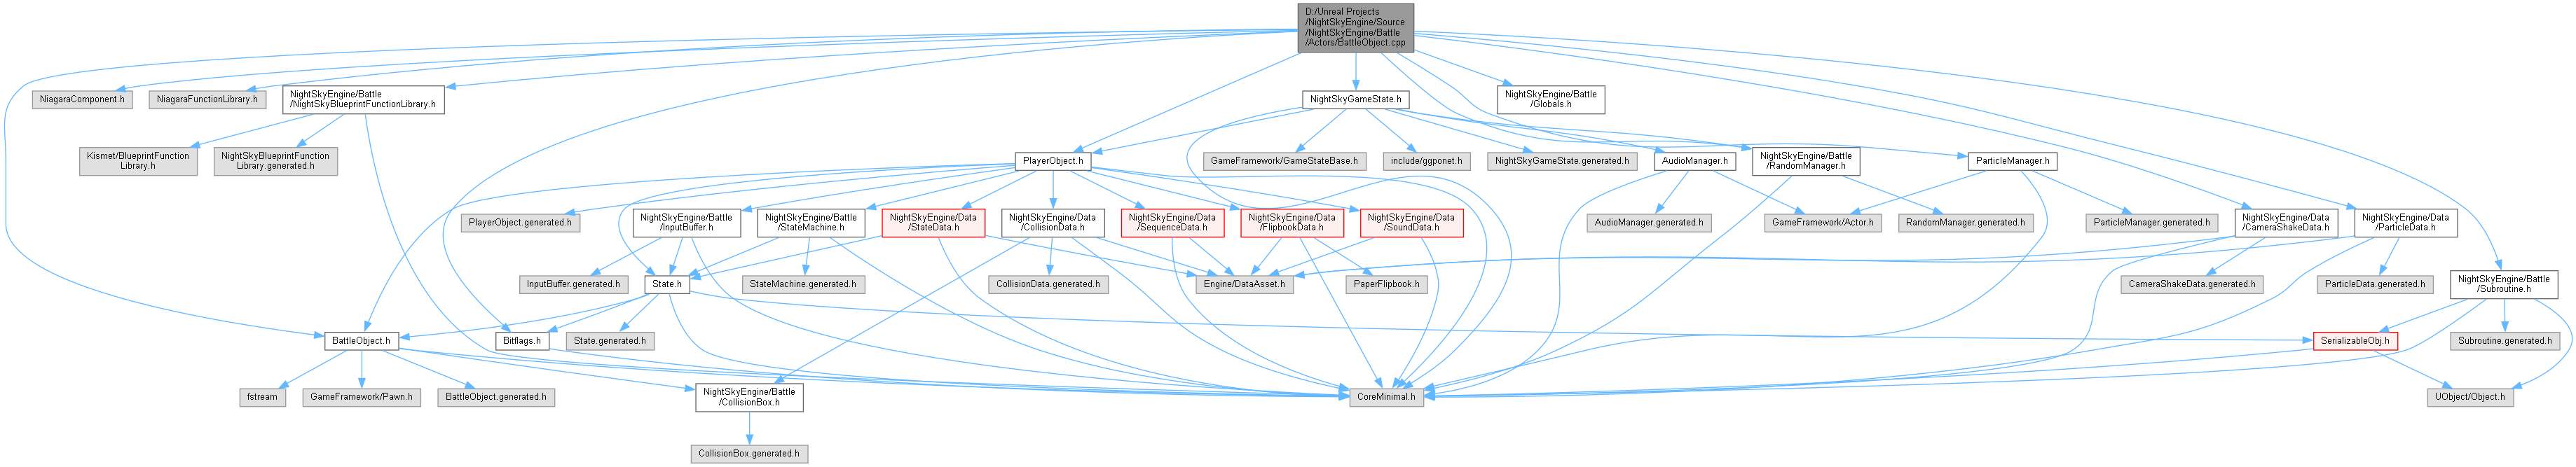 D:/Unreal Projects
/NightSkyEngine/Source
/NightSkyEngine/Battle
/Actors/BattleObject.cpp
NiagaraComponent.h
NiagaraFunctionLibrary.h
NightSkyEngine/Battle
/NightSkyBlueprintFunctionLibrary.h
NightSkyGameState.h
NightSkyEngine/Battle
/Globals.h
Kismet/BlueprintFunction
Library.h
NightSkyBlueprintFunction
Library.generated.h
PlayerObject.h
GameFramework/GameStateBase.h
include/ggponet.h
NightSkyGameState.generated.h
AudioManager.h
NightSkyEngine/Battle
/RandomManager.h
ParticleManager.h
PlayerObject.generated.h
NightSkyEngine/Battle
/InputBuffer.h
NightSkyEngine/Battle
/StateMachine.h
NightSkyEngine/Data
/StateData.h
NightSkyEngine/Data
/CollisionData.h
NightSkyEngine/Data
/SequenceData.h
NightSkyEngine/Data
/FlipbookData.h
NightSkyEngine/Data
/SoundData.h
AudioManager.generated.h
GameFramework/Actor.h
RandomManager.generated.h
ParticleManager.generated.h
NightSkyEngine/Data
/CameraShakeData.h
NightSkyEngine/Data
/ParticleData.h
InputBuffer.generated.h
State.h
StateMachine.generated.h
CollisionData.generated.h
Engine/DataAsset.h
PaperFlipbook.h
CameraShakeData.generated.h
ParticleData.generated.h
NightSkyEngine/Battle
/Subroutine.h
BattleObject.h
Bitflags.h
State.generated.h
SerializableObj.h
Subroutine.generated.h
fstream
GameFramework/Pawn.h
BattleObject.generated.h
NightSkyEngine/Battle
/CollisionBox.h
CoreMinimal.h
UObject/Object.h
CollisionBox.generated.h